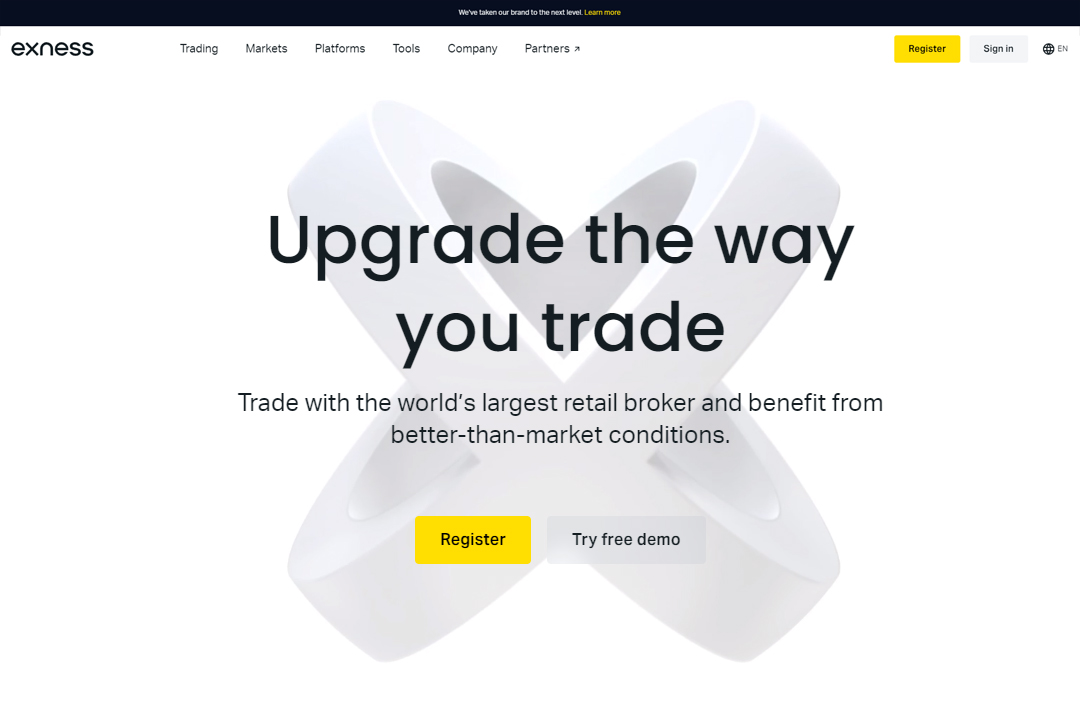 We've taken our brand to the next level. Learn more
exness
Trading Markets Platforms Tools Company Partners ↗
Register Sign in EN
Upgrade the way
you trade
Trade with the world's largest retail broker and benefit from
better-than-market conditions.
Register Try free demo